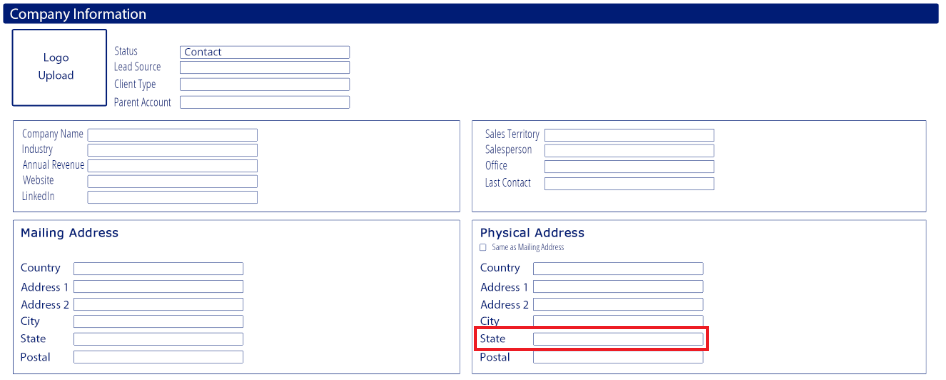 Company Information
Logo
Upload
Status Contact
Lead Source
Client Type
Parent Account
Company Name
Industry
Annual Revenue
Website
LinkedIn
Sales Territory
Salesperson
Office
Last Contact
Mailing Address
Country
Address 1
Address 2
City
State
Postal
Physical Address
Same as Mailing Address
Country
Address 1
Address 2
City
State
Postal